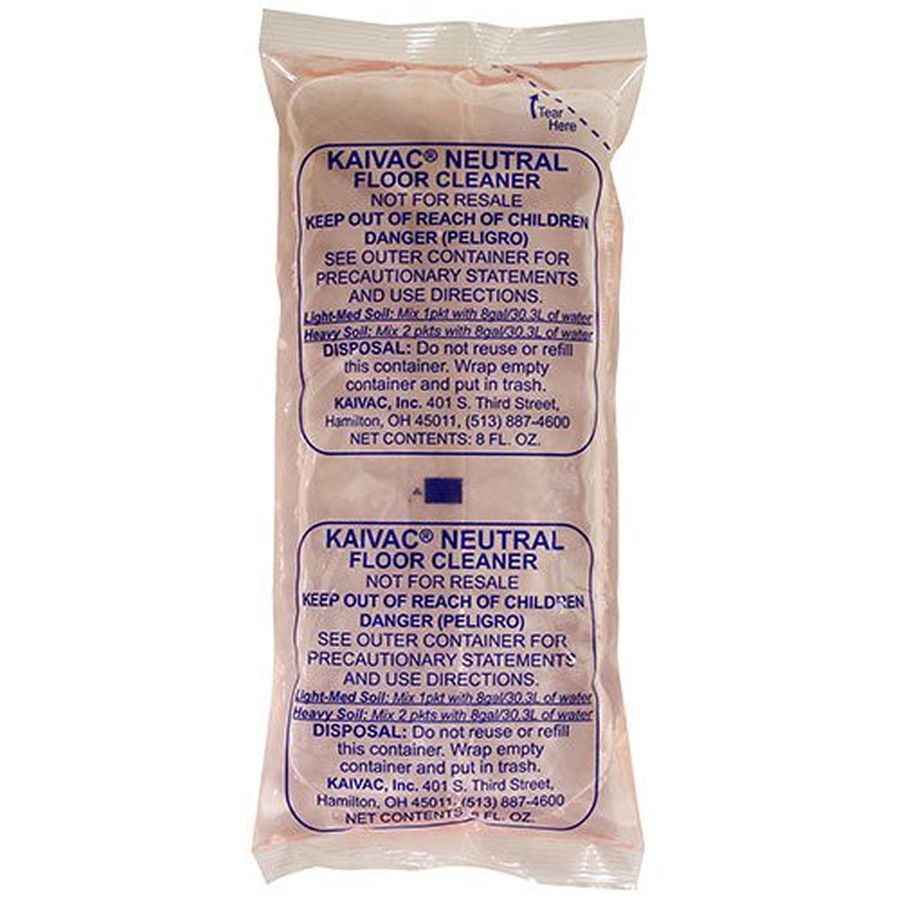 Tear
Here
KAIVAC® NEUTRAL
FLOOR CLEANER
NOT FOR RESALE
KEEP OUT OF REACH OF CHILDREN
DANGER (PELIGRO)
SEE OUTER CONTAINER FOR
PRECAUTIONARY STATEMENTS
AND USE DIRECTIONS.
Light-Med Soil: Mix 1pkt with 8gal/30.3L of water
Heavy Soil: Mix 2 pkts with 8gal/30.3L of water
DISPOSAL: Do not reuse or refill
this container. Wrap empty
container and put in trash.
KAIVAC, Inc. 401 S. Third Street,
Hamilton, OH 45011, (513) 887-4600
NET CONTENTS: 8 FL. OZ.
KAIVAC® NEUTRAL
FLOOR CLEANER
NOT FOR RESALE
KEEP OUT OF REACH OF CHILDREN
DANGER (PELIGRO)
SEE OUTER CONTAINER FOR
PRECAUTIONARY STATEMENTS
AND USE DIRECTIONS.
Light-Med Soil: Mix 1pkt with 8gal/30.3L of water
Heavy Soil: Mix 2 pkts with 8gal/30.3L of water
DISPOSAL: Do not reuse or refill
this container. Wrap empty
container and put in trash.
KAIVAC, Inc. 401 S. Third Street,
Hamilton, OH 45011, (513) 887-4600
NET CONTENTS: 8 FL. OZ.